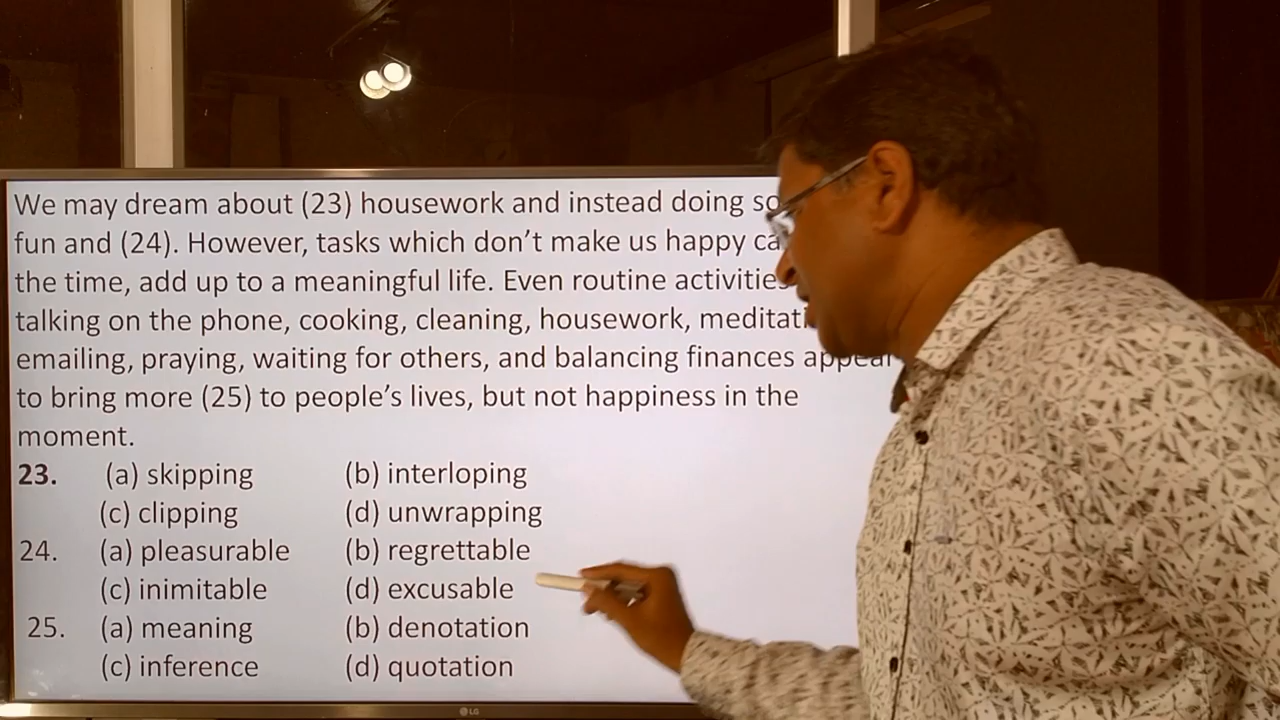 We may dream about (23) housework and instead doing
fun and (24). However, tasks which don't make us happy
the time, add up to a meaningful life. Even routine activities
talking on the phone, cooking, cleaning, housework,
emailing, praying, waiting for others, and balancing finances appear
to bring more (25) to people's lives, but not happiness in the
moment.
23. (a) skipping (b) interloping
(c) clipping (d) unwrapping
24. (a) pleasurable (b) regrettable
(c) inimitable (d) excusable
25. (a) meaning (b) denotation
(c) inference (d) quotation
LG